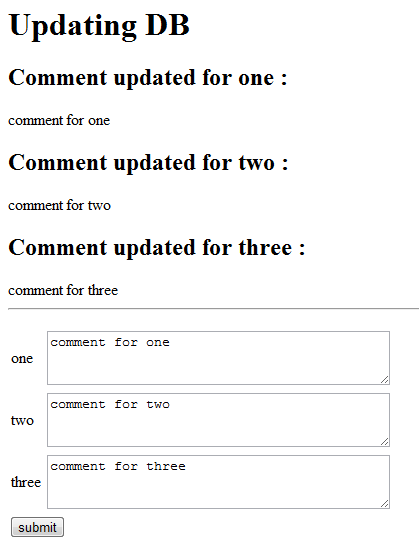 Updating DB
Comment updated for one :
comment for one
Comment updated for two :
comment for two
Comment updated for three :
comment for three
one
comment for one
two
comment for two
three
comment for three
submit